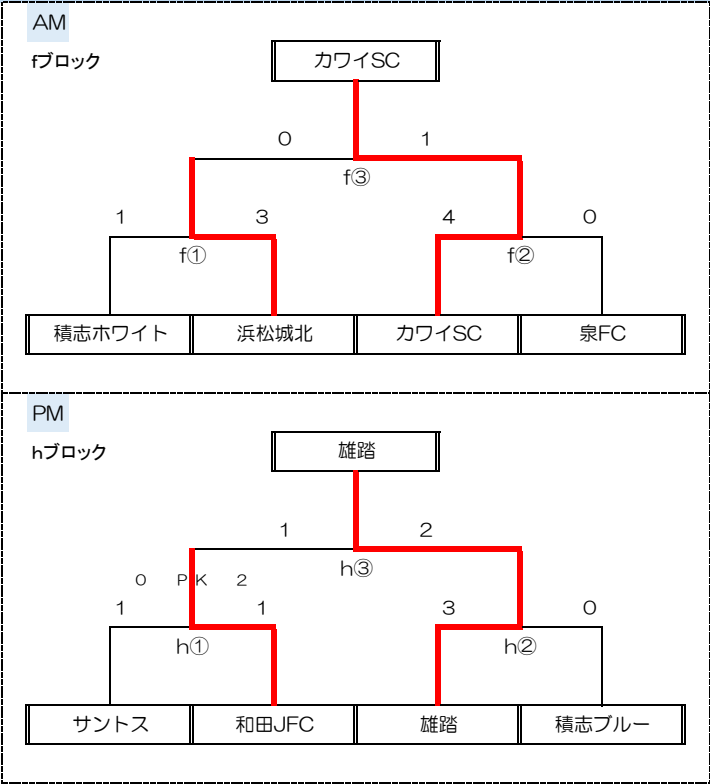 AM
fブロック
カワイSC
0 1
f③
1 3 4 0
f① f②
積志ホワイト 浜松城北 カワイSC 泉FC
PM
hブロック
雄踏
1 2
h③
0 PK 2
1 1 3 0
h① h②
サントス 和田JFC 雄踏 積志ブルー